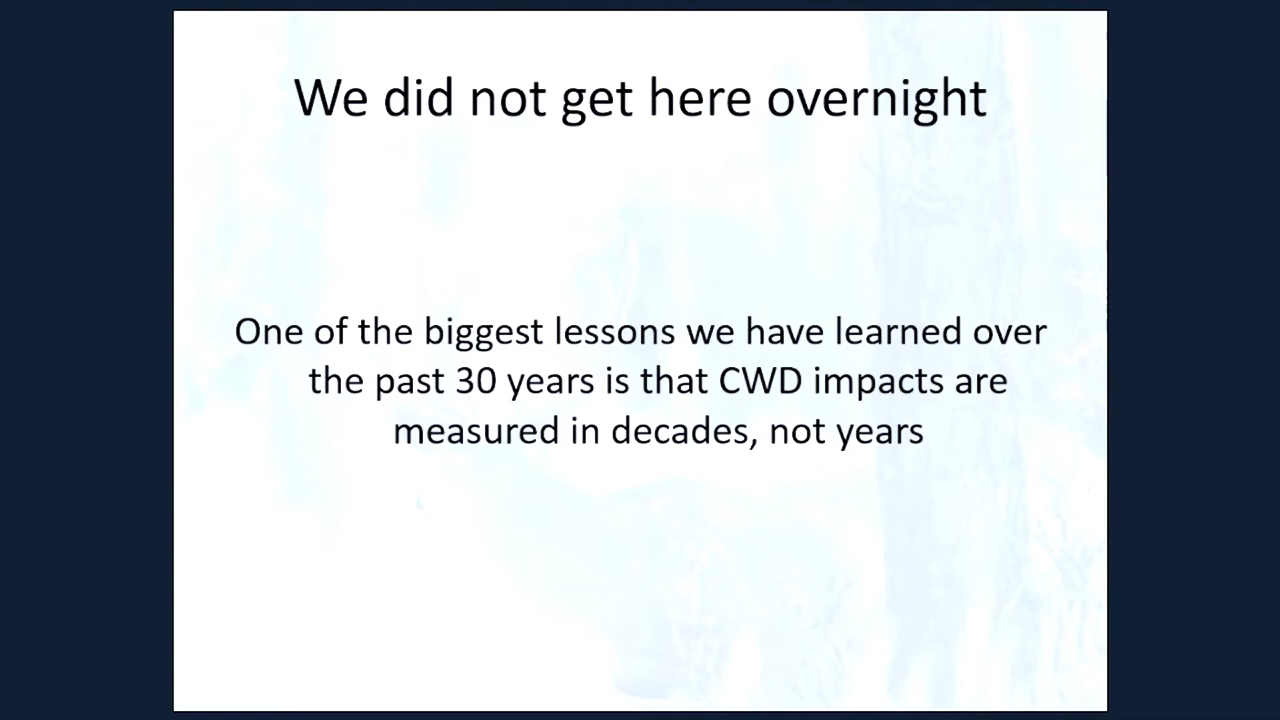 We did not get here overnight
One of the biggest lessons we have learned over
the past 30 years is that CWD impacts are
measured in decades, not years